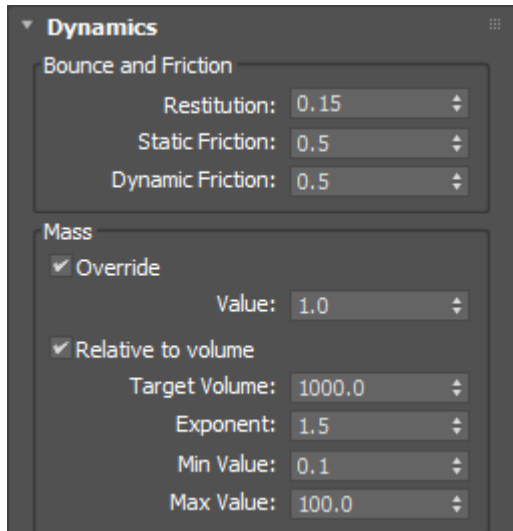 Dynamics
Bounce and Friction
Restitution: 0.15
Static Friction: 0.5
Dynamic Friction: 0.5
Mass
Override
Value: 1.0
Relative to volume
Target Volume: 1000.0
Exponent: 1.5
Min Value: 0.1
Max Value: 100.0